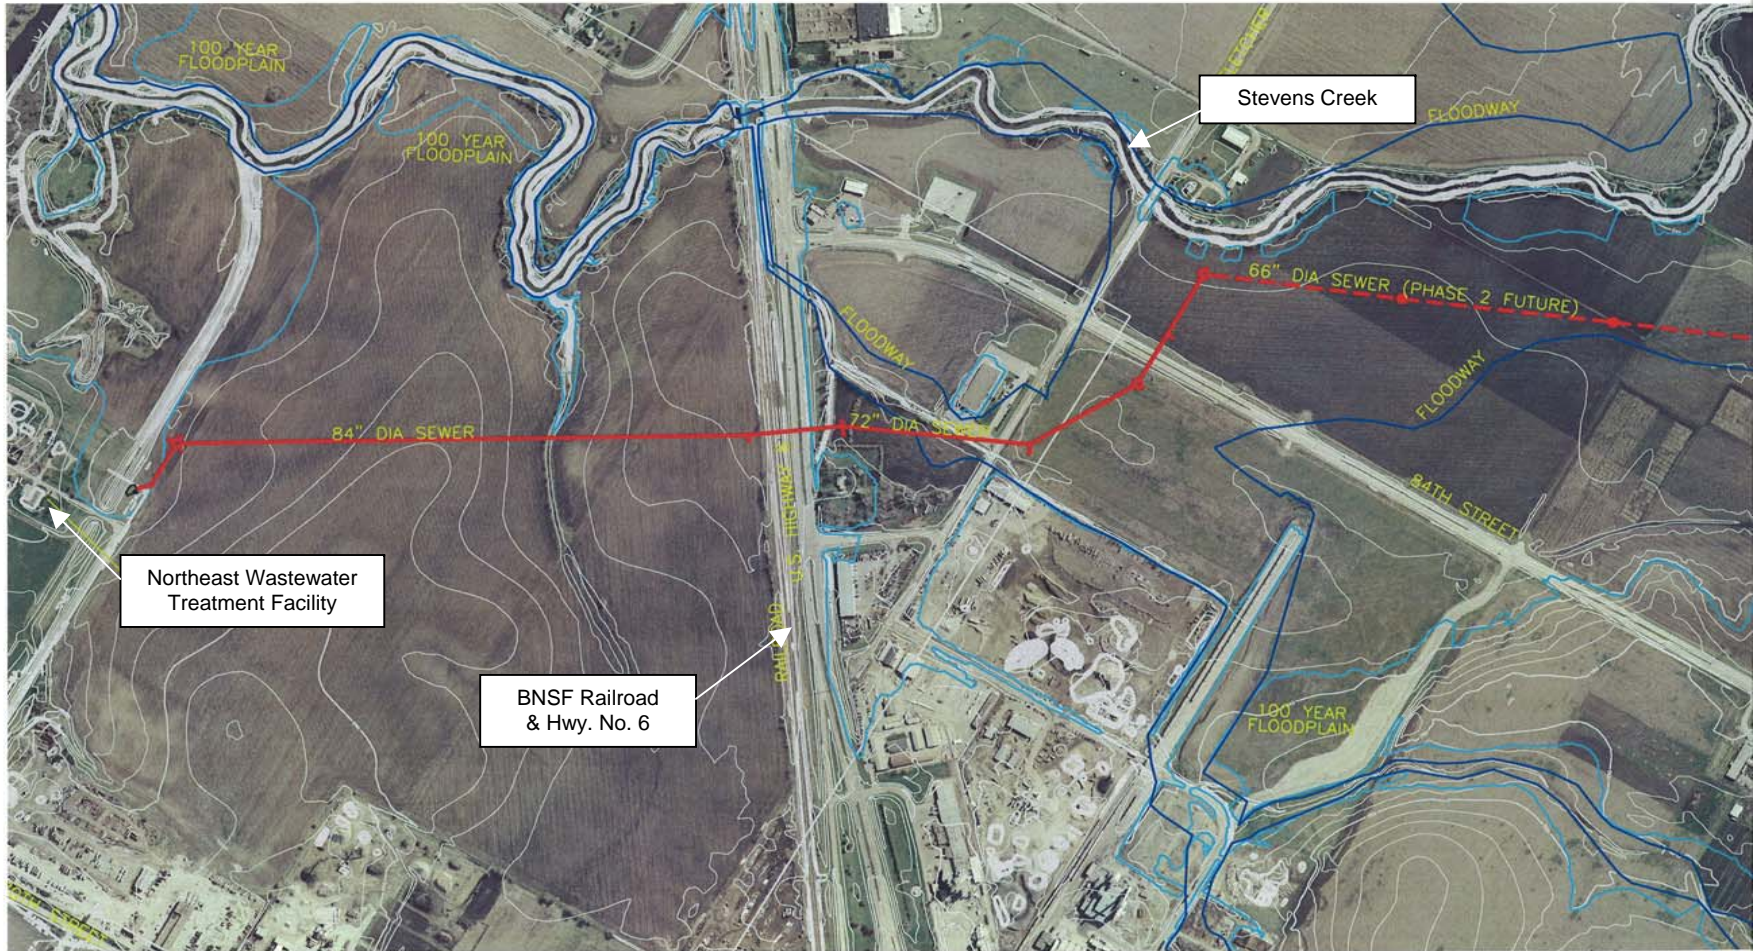 100 YEAR
FLOODPLAIN
100 YEAR
FLOODPLAIN
FLETCHER
Stevens Creek
FLOODWAY
66" DIA SEWER (PHASE 2 FUTURE)
FLOODWAY
FLOODWAY
84" DIA SEWER
72" DIA SEWER
84TH STREET
U.S. HIGHWAY 6
RAILROAD
Northeast Wastewater
Treatment Facility
BNSF Railroad
& Hwy. No. 6
100 YEAR
FLOODPLAIN
STREET